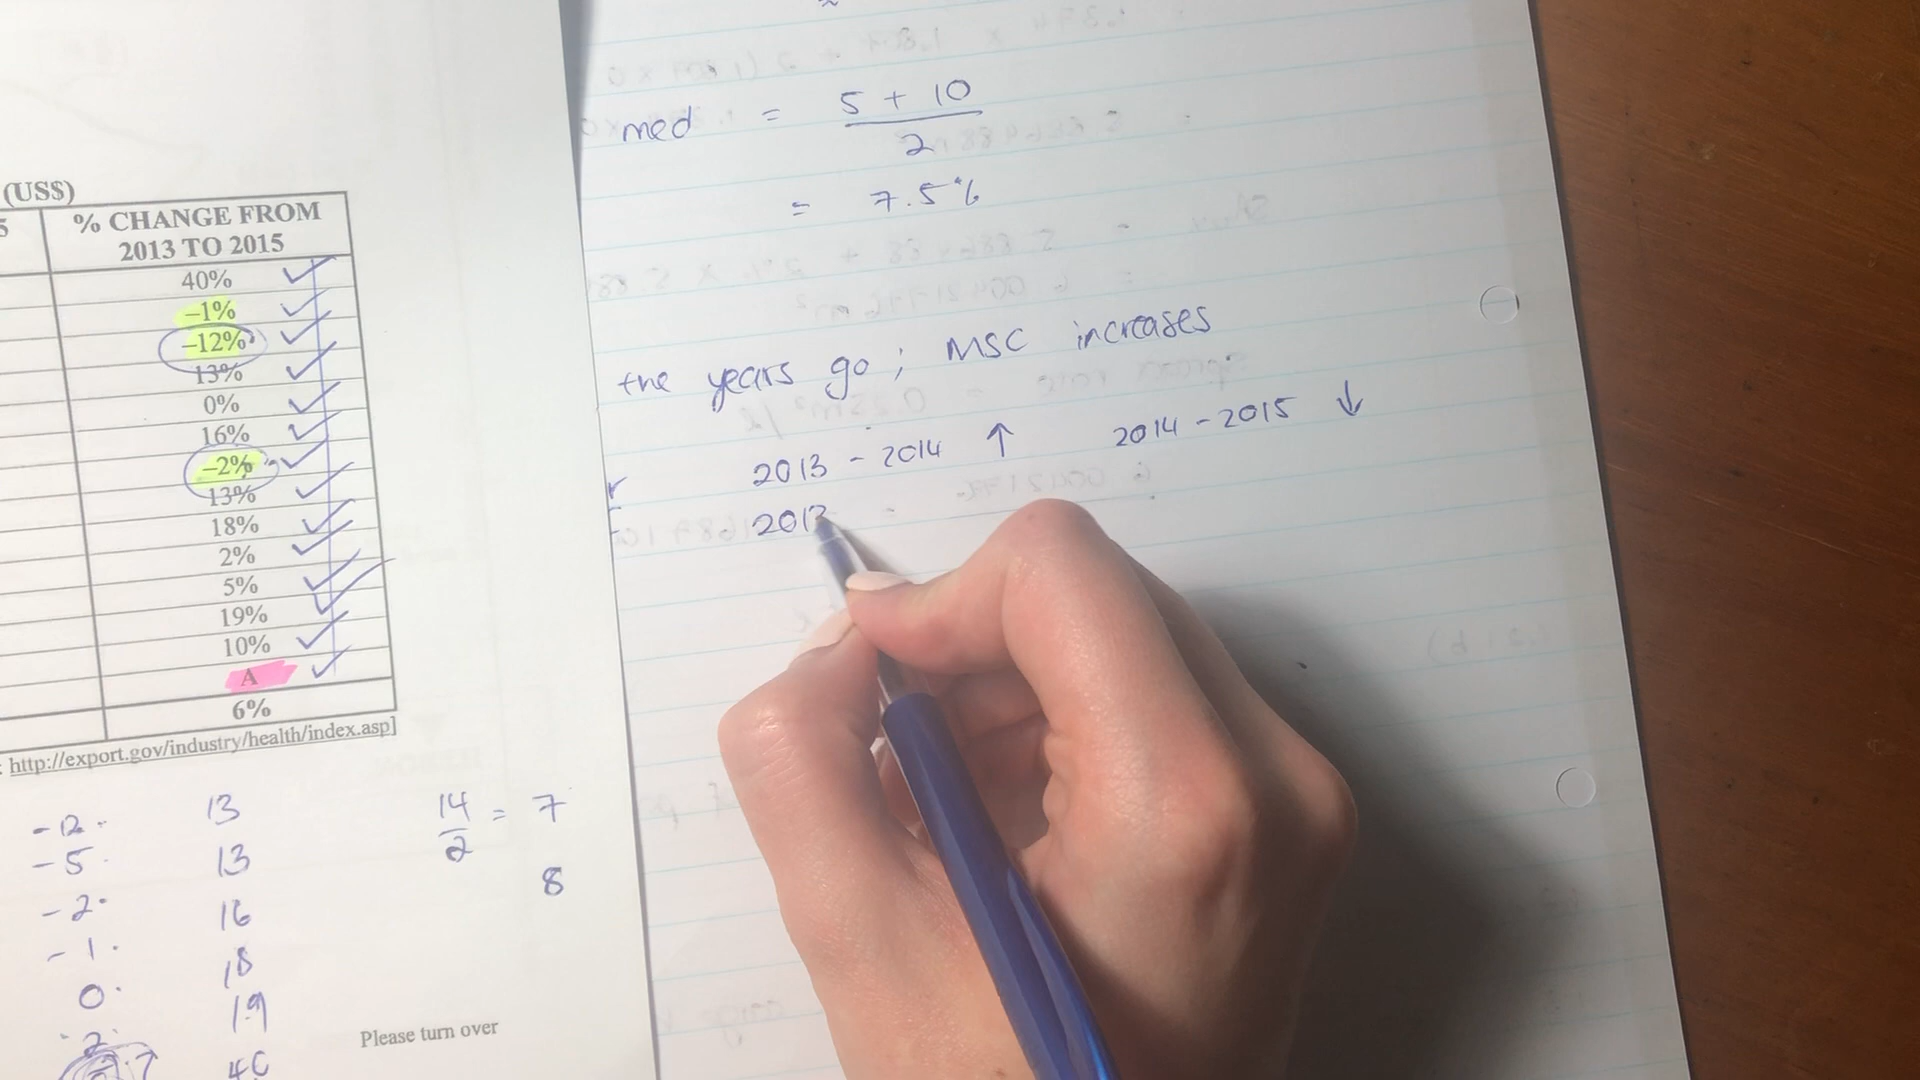 (US$)
5
% CHANGE FROM
2013 TO 2015
40%
–1%
–12%
13%
0%
16%
–2%
13%
18%
2%
5%
19%
10%
A
6%
: http://export.gov/industry/health/index.asp]
-12
-5
-2
-1
0
2
13
13
16
18
19
40
14/2 = 7
8
Please turn over
med = 5 + 10
2
= 7.5%
the years go; MSC increases
2013 - 2014 ↑ 2014 - 2015 ↓
r
2013